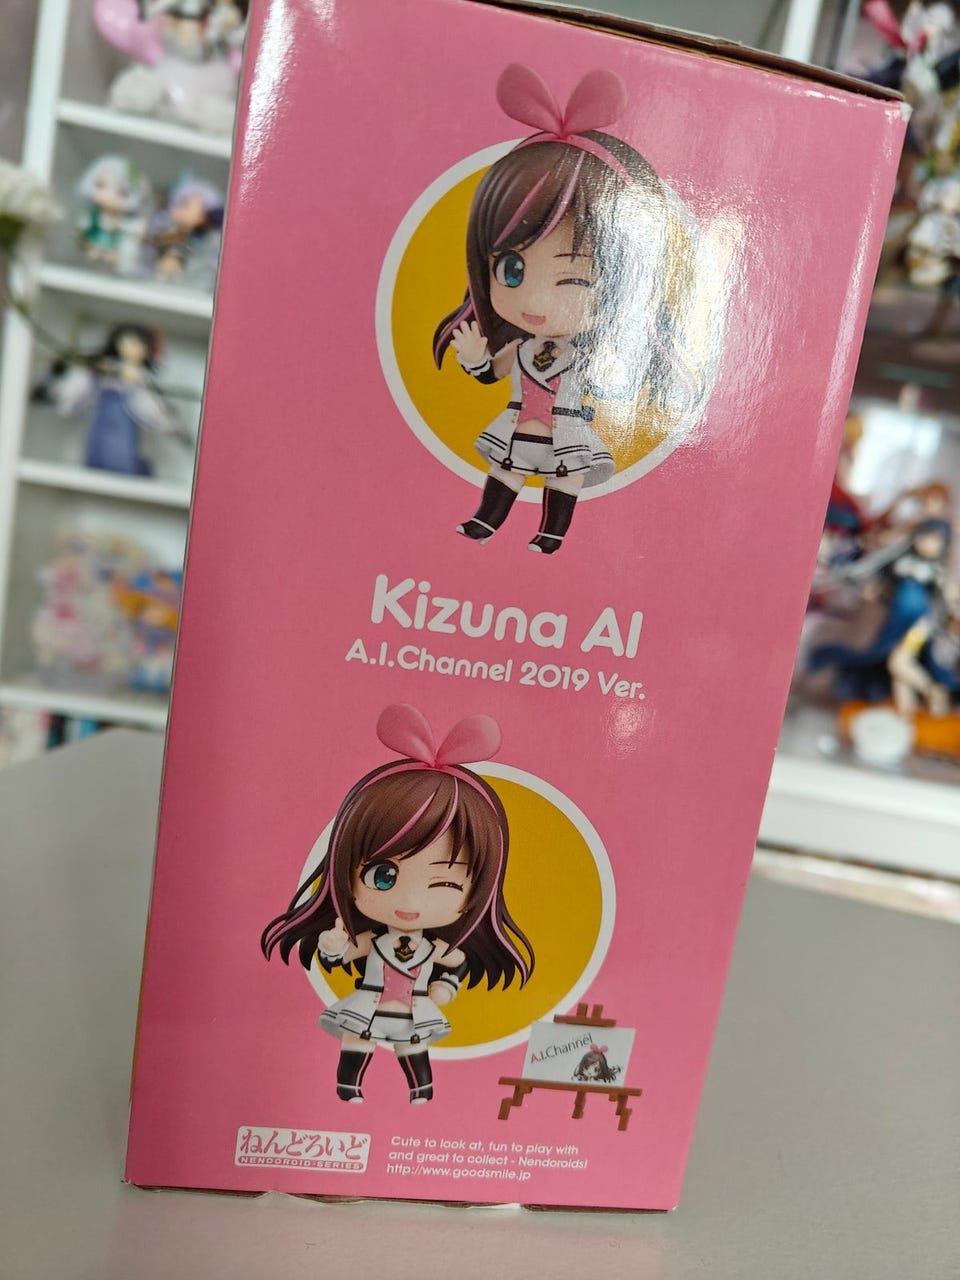 Kizuna AI
A.I.Channel 2019 Ver.
A.I.Channel
ねんどろいど
NENDOROID-SERIES
Cute to look at, fun to play with
and great to collect - Nendoroids!
http://www.goodsmile.jp